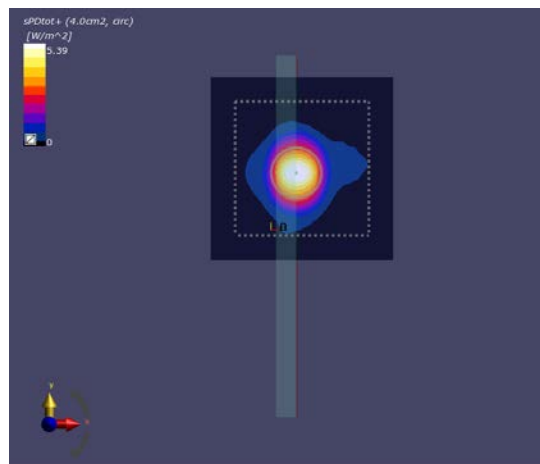 sPDtot+ (4.0cm2, circ)
[W/m^2]
5.39
0
y
x